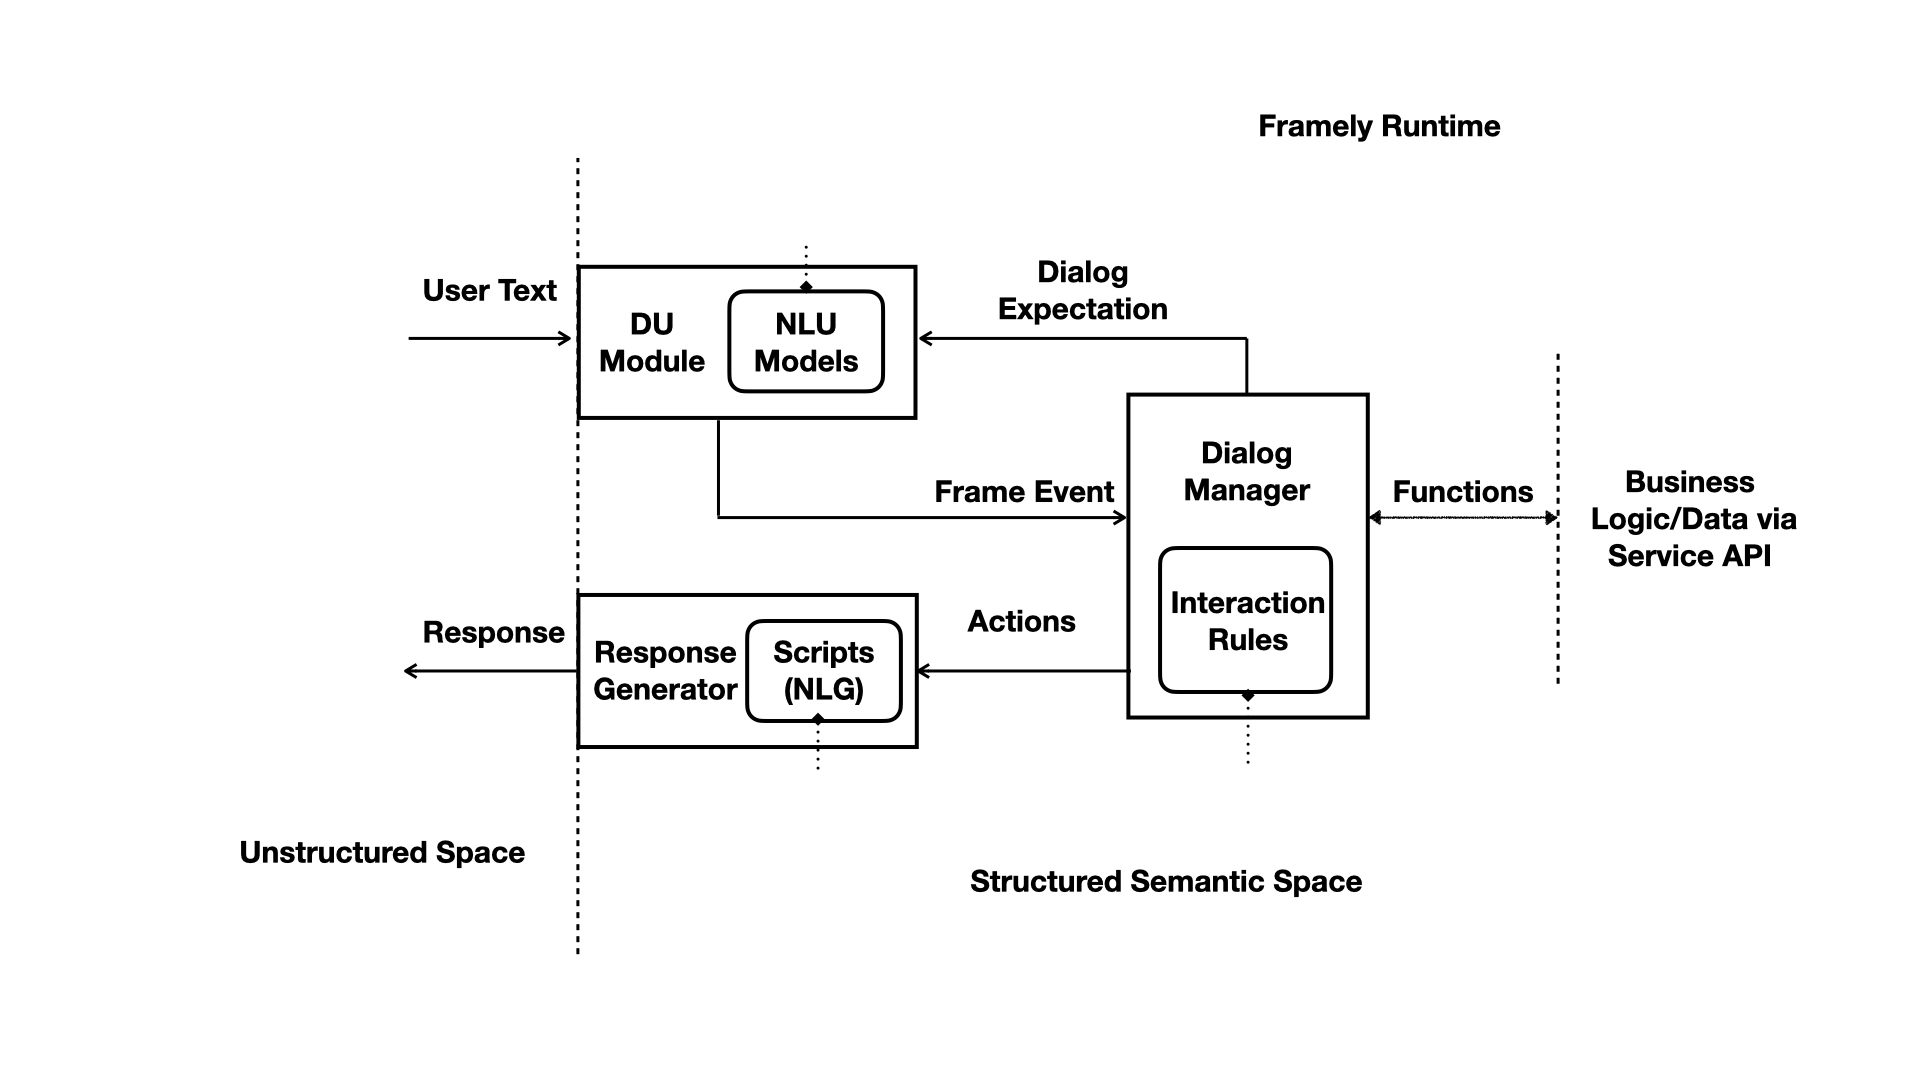 Framely Runtime
User Text
DU
Module
NLU
Models
Dialog
Expectation
Frame Event
Dialog
Manager
Interaction
Rules
Functions
Business
Logic/Data via
Service API
Response
Response
Generator
Scripts
(NLG)
Actions
Unstructured Space
Structured Semantic Space